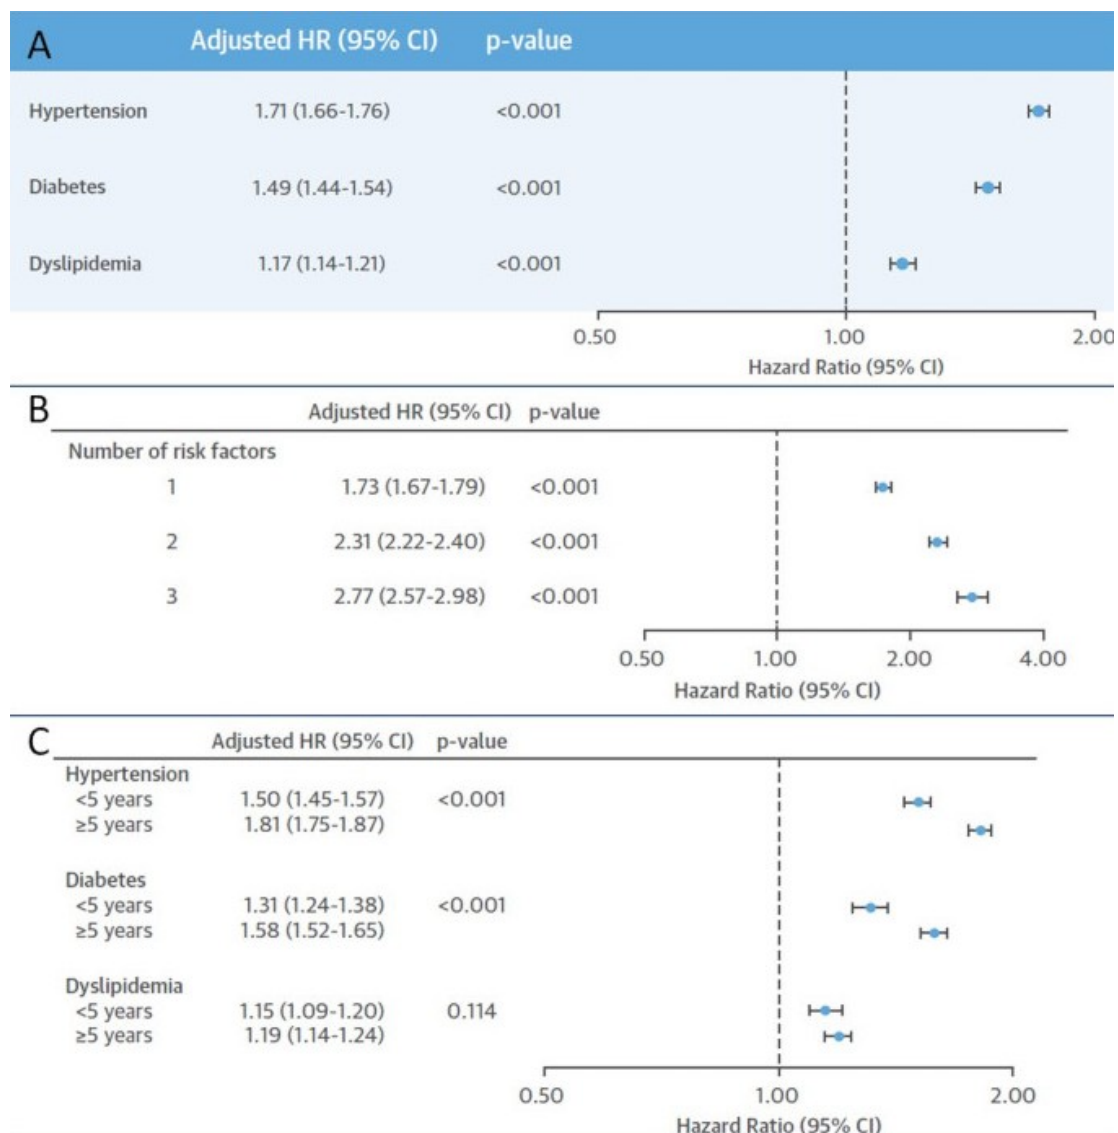 A Adjusted HR (95% CI) p-value
Hypertension 1.71 (1.66-1.76) <0.001
Diabetes 1.49 (1.44-1.54) <0.001
Dyslipidemia 1.17 (1.14-1.21) <0.001
0.50 1.00 2.00
Hazard Ratio (95% CI)
B Adjusted HR (95% CI) p-value
Number of risk factors
1 1.73 (1.67-1.79) <0.001
2 2.31 (2.22-2.40) <0.001
3 2.77 (2.57-2.98) <0.001
0.50 1.00 2.00 4.00
Hazard Ratio (95% CI)
C Adjusted HR (95% CI) p-value
Hypertension
<5 years 1.50 (1.45-1.57) <0.001
≥5 years 1.81 (1.75-1.87)
Diabetes
<5 years 1.31 (1.24-1.38) <0.001
≥5 years 1.58 (1.52-1.65)
Dyslipidemia
<5 years 1.15 (1.09-1.20) 0.114
≥5 years 1.19 (1.14-1.24)
0.50 1.00 2.00
Hazard Ratio (95% CI)